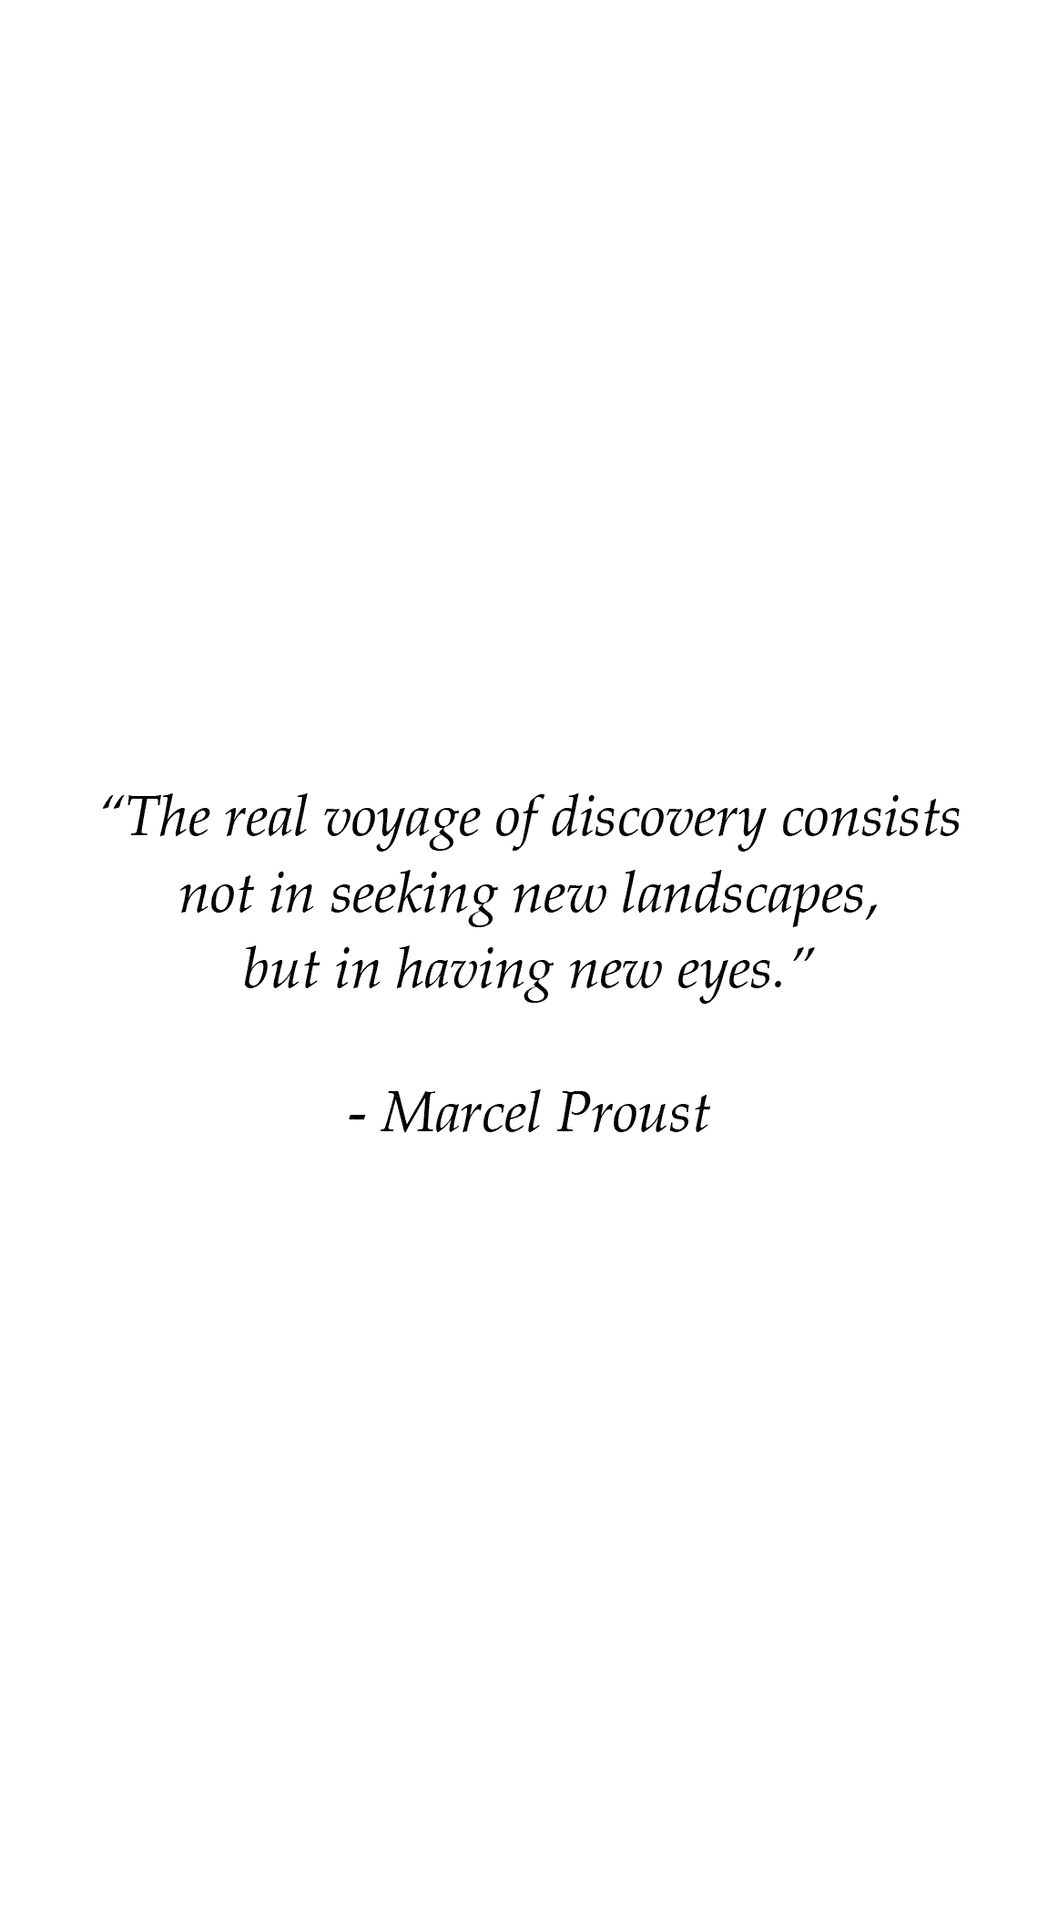 “The real voyage of discovery consists
not in seeking new landscapes,
but in having new eyes.”
- Marcel Proust